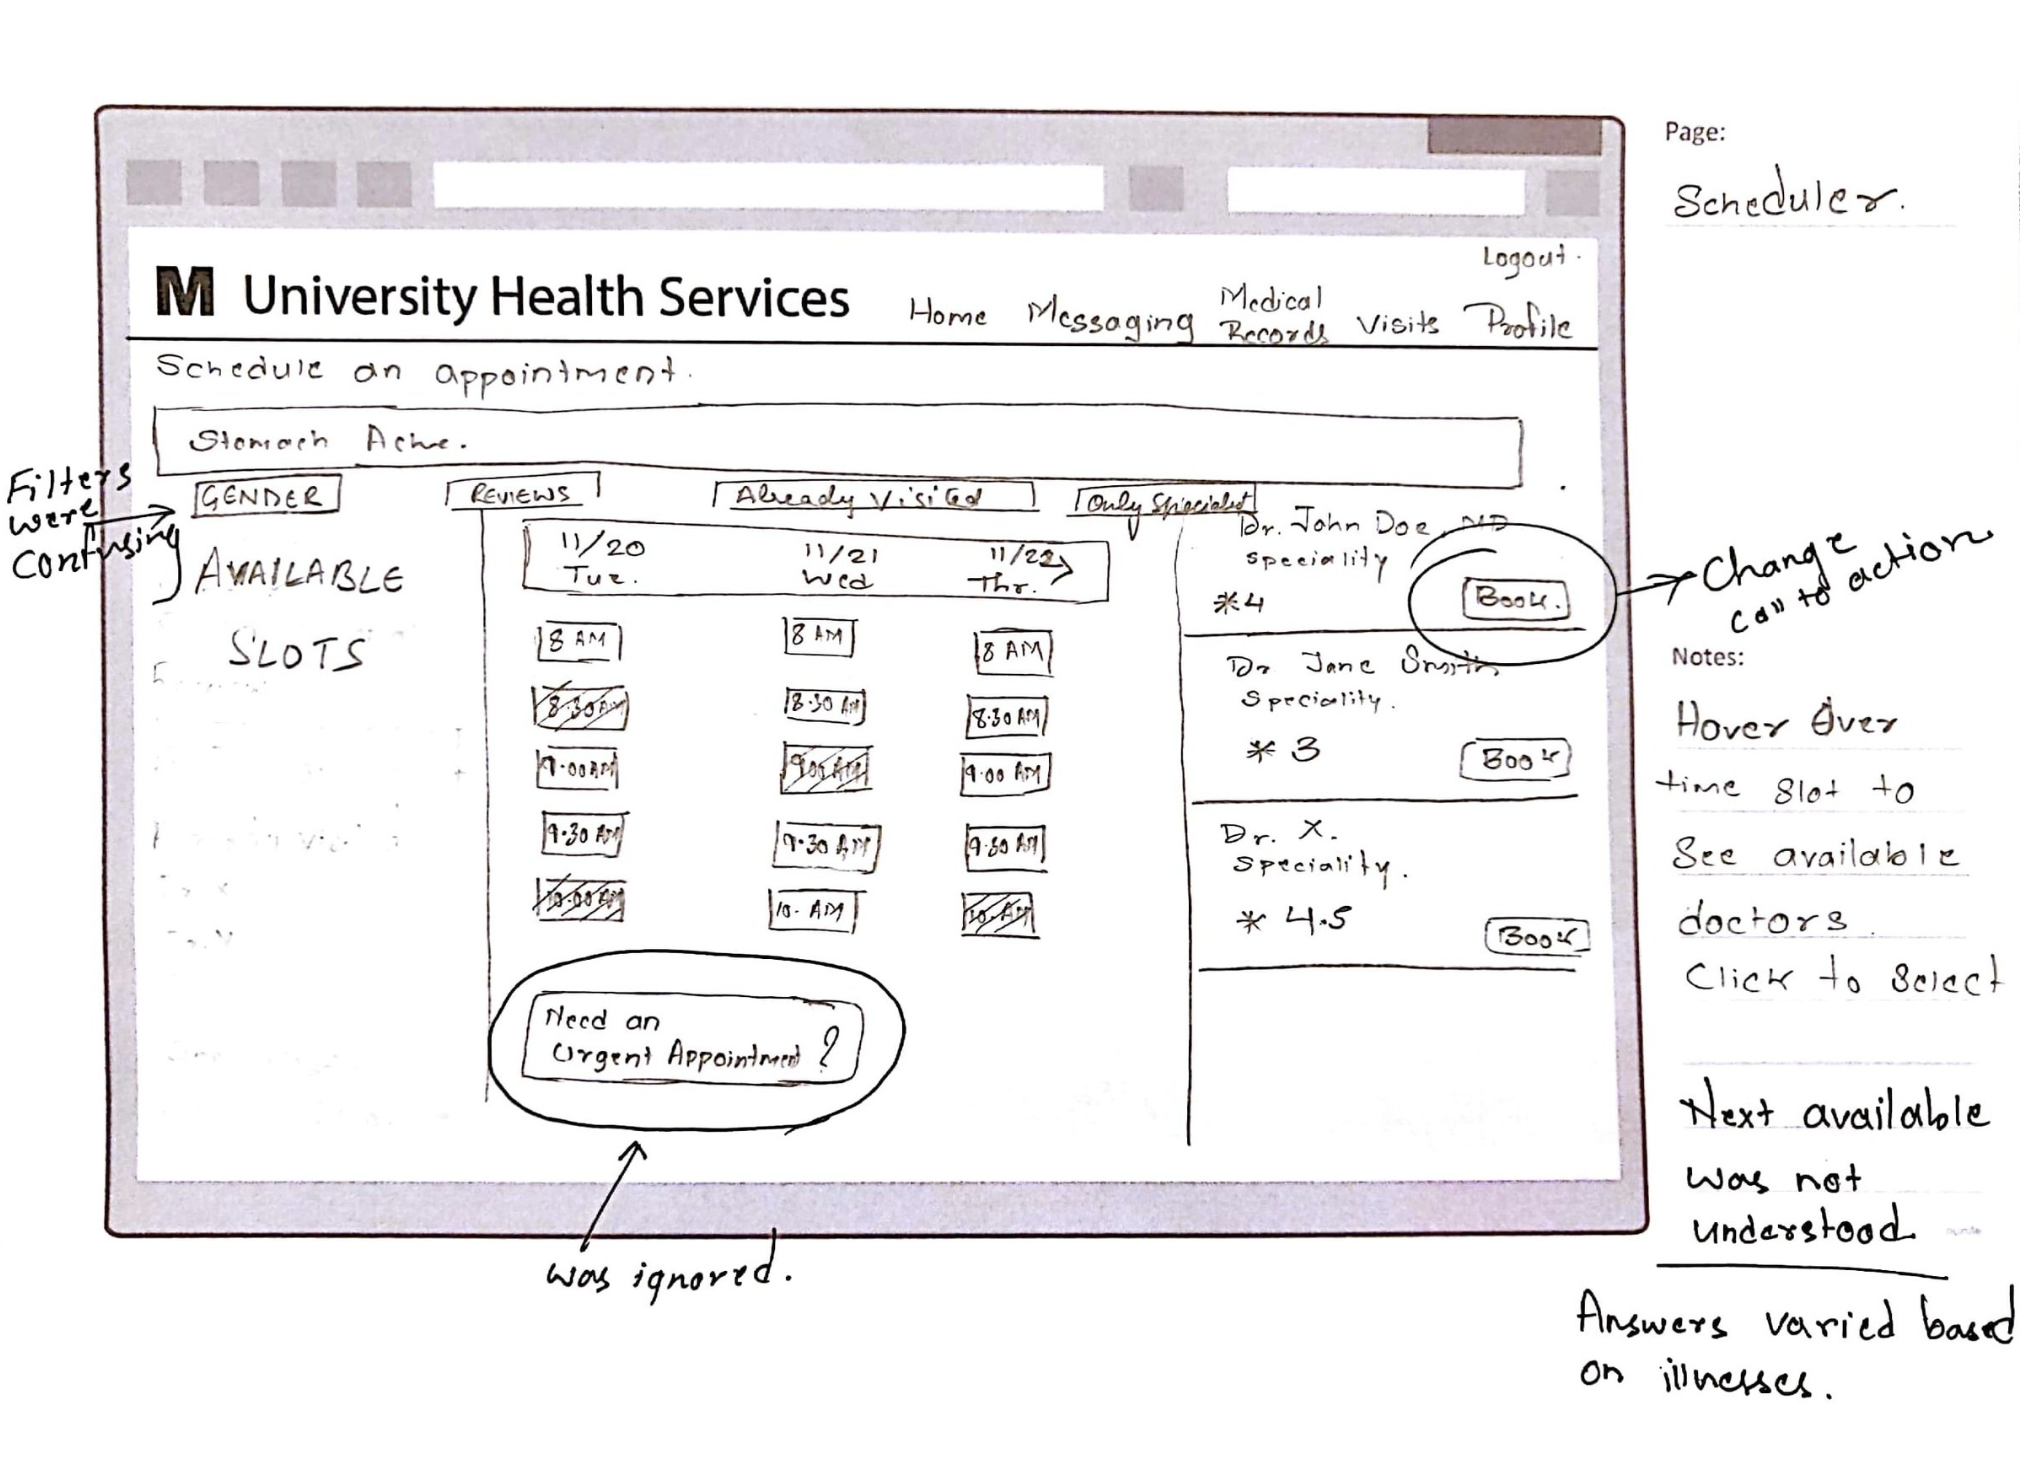 Page:
Scheduler.
Logout.
M University Health Services
Home Messaging Medical Records Visits Profile
Schedule an appointment.
Stomach Ache.
Filters
were
Confusing
GENDER
REVIEWS
Already Visited
Only Specialist
AVAILABLE
SLOTS
11/20 11/21 11/22
Tue. Wed Thr.
8 AM 8 AM 8 AM
8.30 AM 8.30 AM 8.30 AM
9.00 AM 9.00 AM 9.00 AM
9.30 AM 9.30 AM 9.30 AM
10.00 AM 10. AM 10. AM
Need an
Urgent Appointment ?
was ignored.
Dr. John Doe, MD
Speciality
*4
Book.
Dr Jane Smith
Speciality.
* 3
Book
Dr. X.
Speciality.
* 4.5
Book
Change
call to action
Notes:
Hover Over
time slot to
See available
doctors.
Click to Select
Next available
was not
understood
Answers varied based
on illnesses.